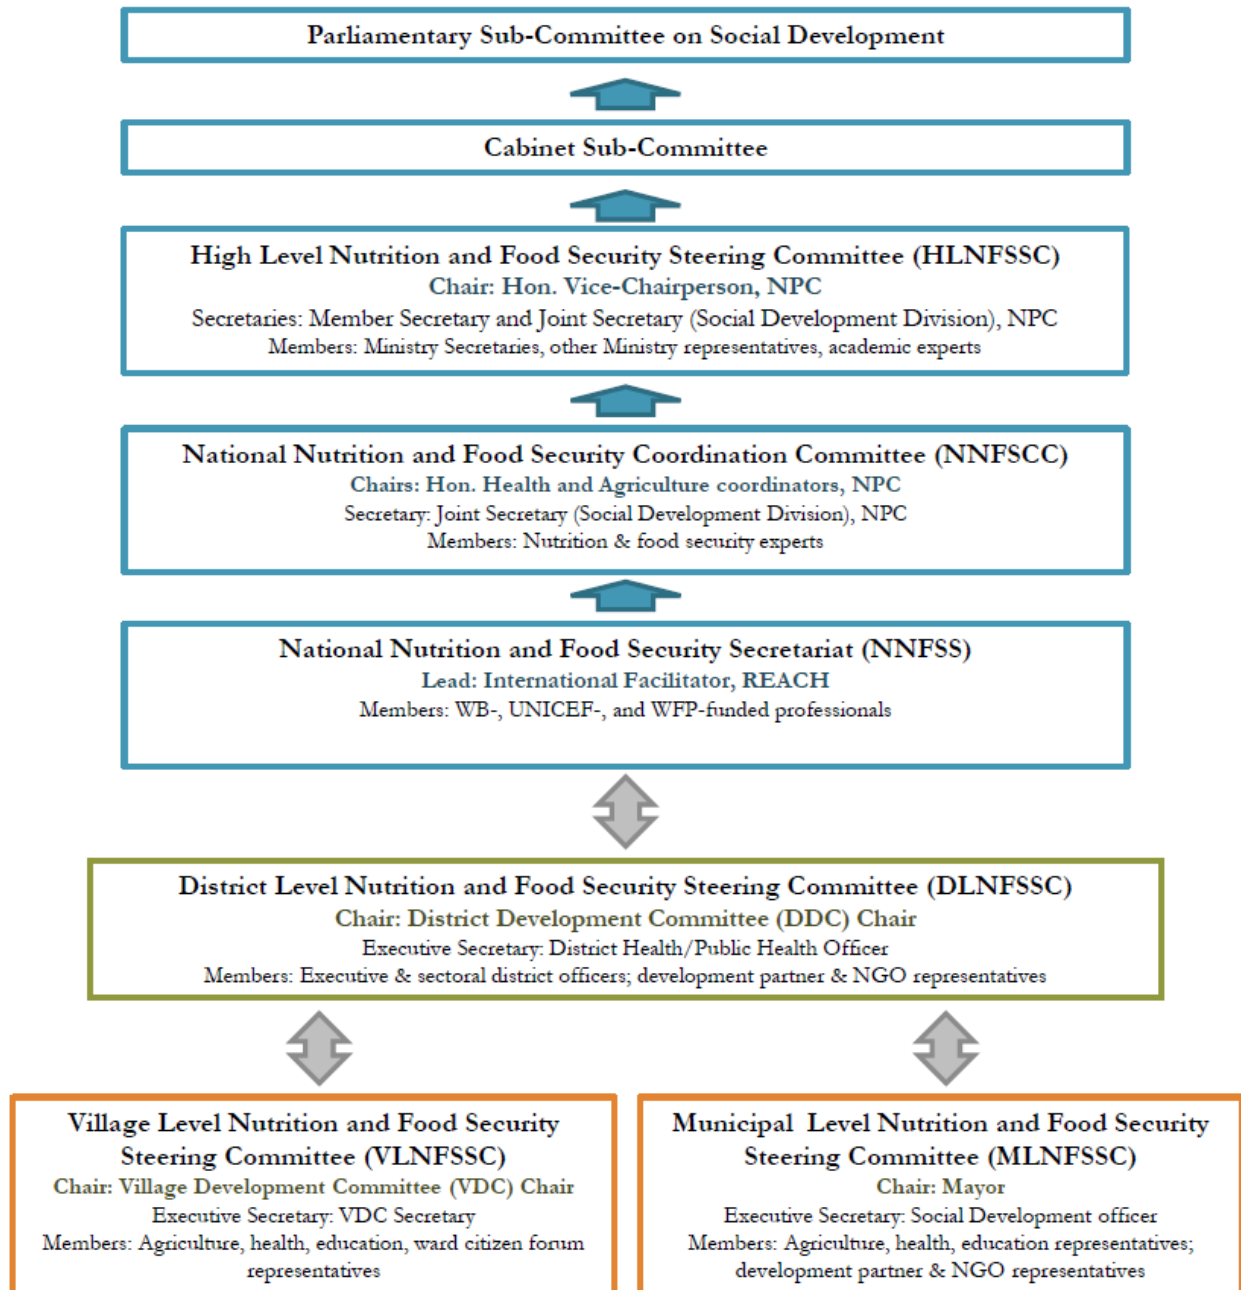 Parliamentary Sub-Committee on Social Development
Cabinet Sub-Committee
High Level Nutrition and Food Security Steering Committee (HLNFSSC)
Chair: Hon. Vice-Chairperson, NPC
Secretaries: Member Secretary and Joint Secretary (Social Development Division), NPC
Members: Ministry Secretaries, other Ministry representatives, academic experts
National Nutrition and Food Security Coordination Committee (NNFSCC)
Chairs: Hon. Health and Agriculture coordinators, NPC
Secretary: Joint Secretary (Social Development Division), NPC
Members: Nutrition & food security experts
National Nutrition and Food Security Secretariat (NNFSS)
Lead: International Facilitator, REACH
Members: WB-, UNICEF-, and WFP-funded professionals
District Level Nutrition and Food Security Steering Committee (DLNFSSC)
Chair: District Development Committee (DDC) Chair
Executive Secretary: District Health/Public Health Officer
Members: Executive & sectoral district officers; development partner & NGO representatives
Village Level Nutrition and Food Security
Steering Committee (VLNFSSC)
Chair: Village Development Committee (VDC) Chair
Executive Secretary: VDC Secretary
Members: Agriculture, health, education, ward citizen forum
representatives
Municipal Level Nutrition and Food Security
Steering Committee (MLNFSSC)
Chair: Mayor
Executive Secretary: Social Development officer
Members: Agriculture, health, education representatives;
development partner & NGO representatives